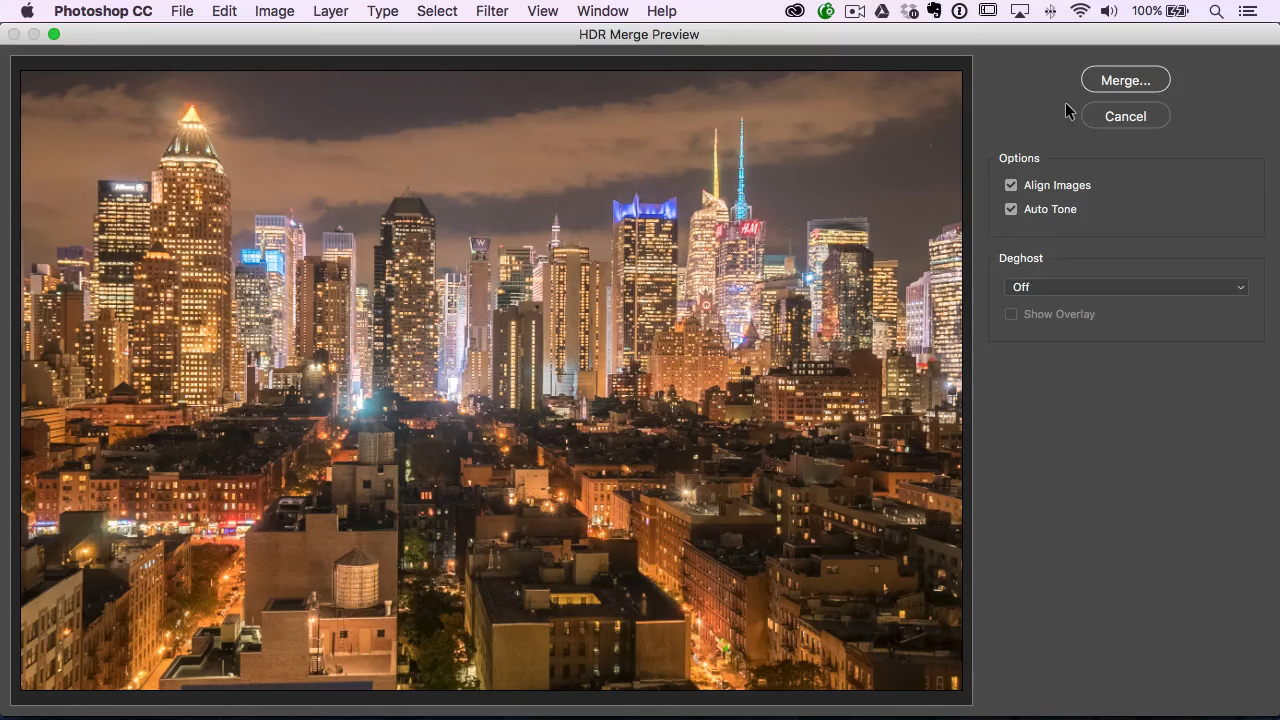 Photoshop CC File Edit Image Layer Type Select Filter View Window Help 100%
HDR Merge Preview
Merge...
Cancel
Options
Align Images
Auto Tone
Deghost
Off
Show Overlay
Allianz
W
H&M